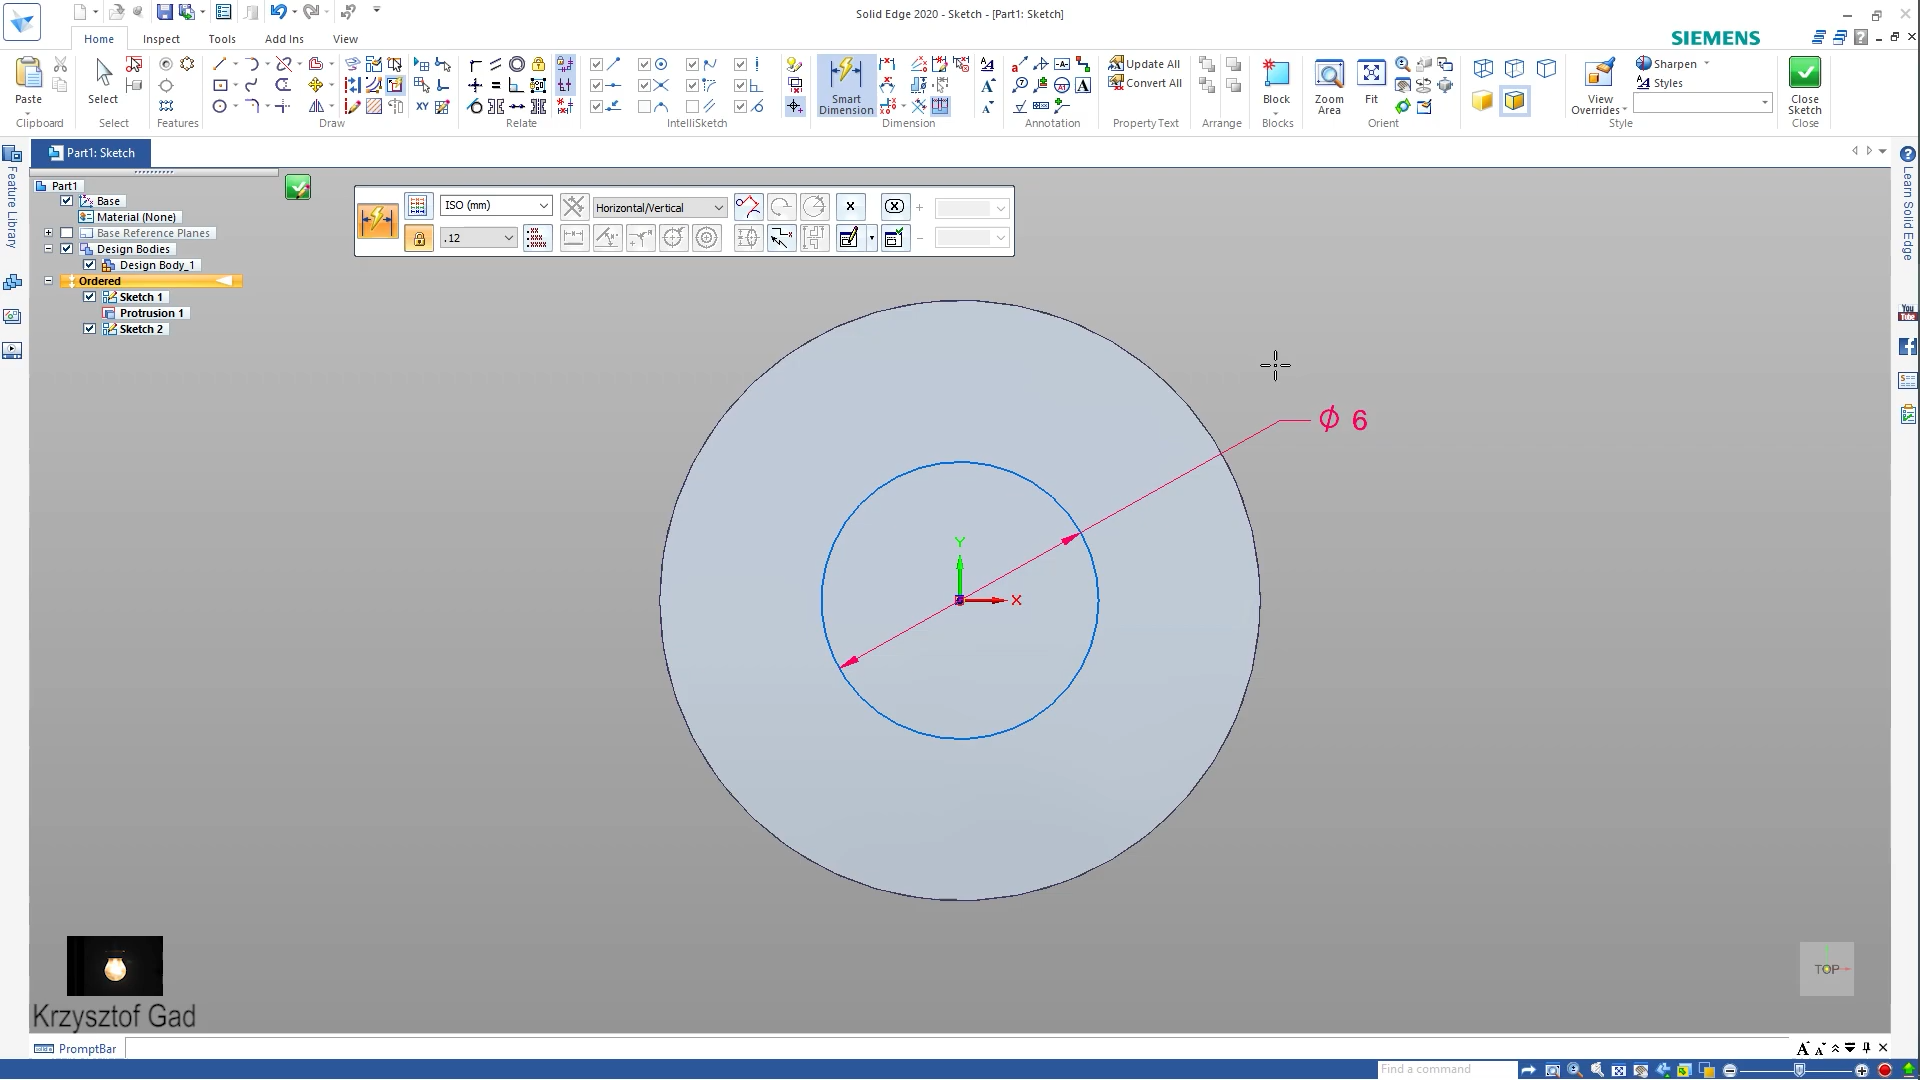 Solid Edge 2020 - Sketch - [Part1: Sketch]
Home
Inspect
Tools
Add Ins
View
SIEMENS
Paste
Clipboard
Select
Select
Features
Draw
Relate
IntelliSketch
Smart
Dimension
Dimension
Annotation
Update All
Convert All
Property Text
Arrange
Block
Blocks
Zoom
Area
Fit
Orient
View
Overrides
Sharpen
Styles
Style
Close
Sketch
Close
Part1: Sketch
Feature Library
Learn Solid Edge
You
Tube
Part1
Base
Material (None)
Base Reference Planes
Design Bodies
Design Body_1
Ordered
Sketch 1
Protrusion 1
Sketch 2
ISO (mm)
Horizontal/Vertical
.12
ϕ 6
Y
X
TOP
Krzysztof Gad
PromptBar
Find a command